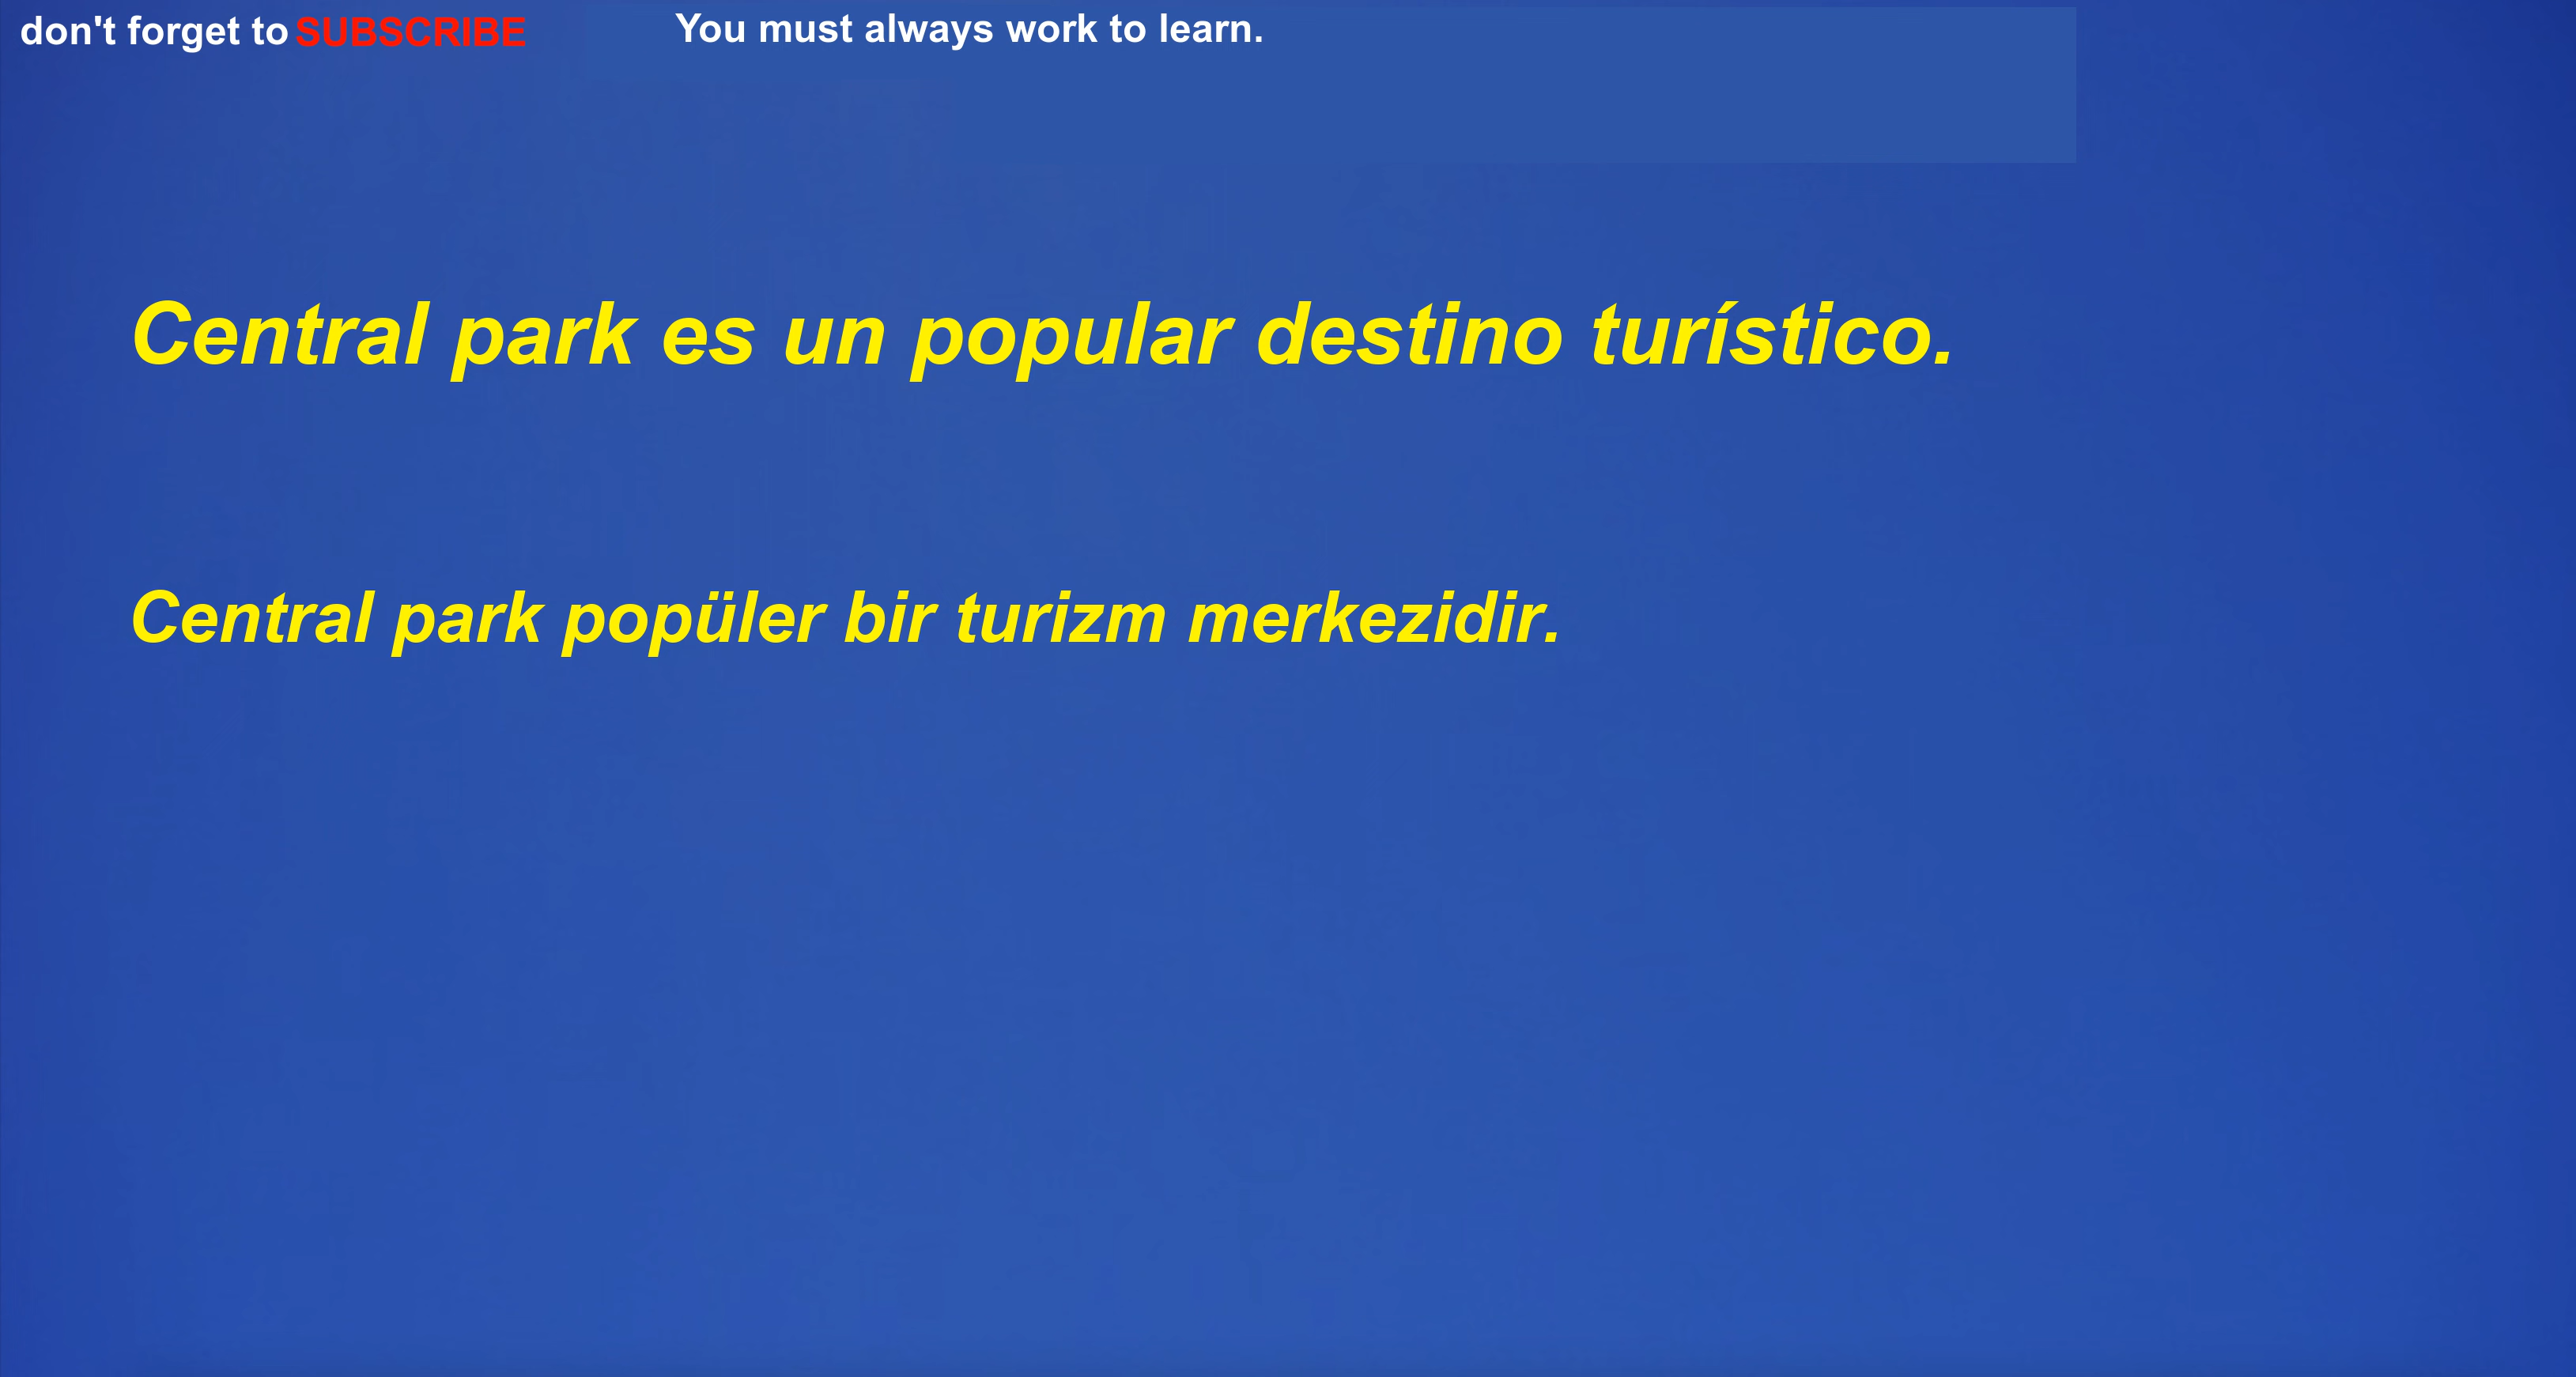 don't forget to SUBSCRIBE
You must always work to learn.
Central park es un popular destino turístico.
Central park popüler bir turizm merkezidir.